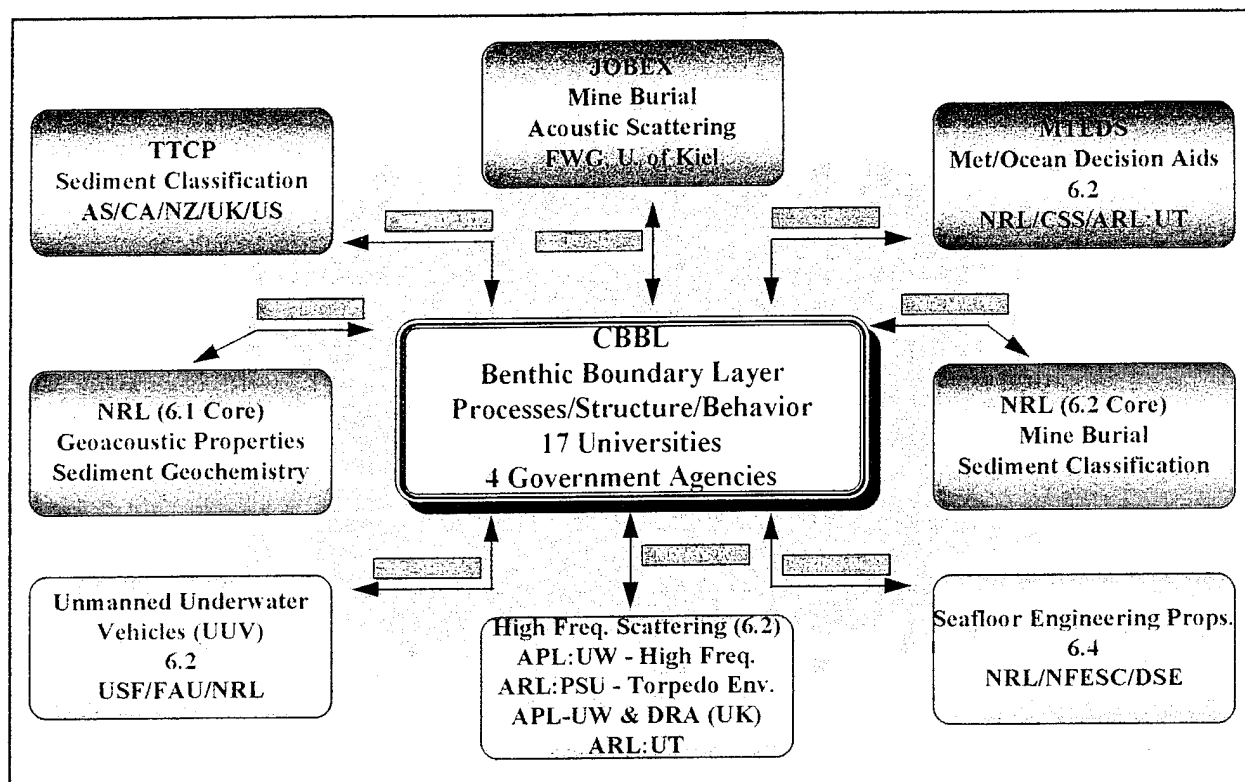 JOBEX
Mine Burial
Acoustic Scattering
FWG, U. of Kiel
TTCP
Sediment Classification
AS/CA/NZ/UK/US
MTEDS
Met/Ocean Decision Aids
6.2
NRL/CSS/ARL:UT
CBBL
Benthic Boundary Layer
Processes/Structure/Behavior
17 Universities
4 Government Agencies
NRL (6.1 Core)
Geoacoustic Properties
Sediment Geochemistry
NRL (6.2 Core)
Mine Burial
Sediment Classification
Unmanned Underwater
Vehicles (UUV)
6.2
USF/FAU/NRL
High Freq. Scattering (6.2)
APL:UW - High Freq.
ARL:PSU - Torpedo Env.
APL-UW & DRA (UK)
ARL:UT
Seafloor Engineering Props.
6.4
NRL/NFESC/DSE